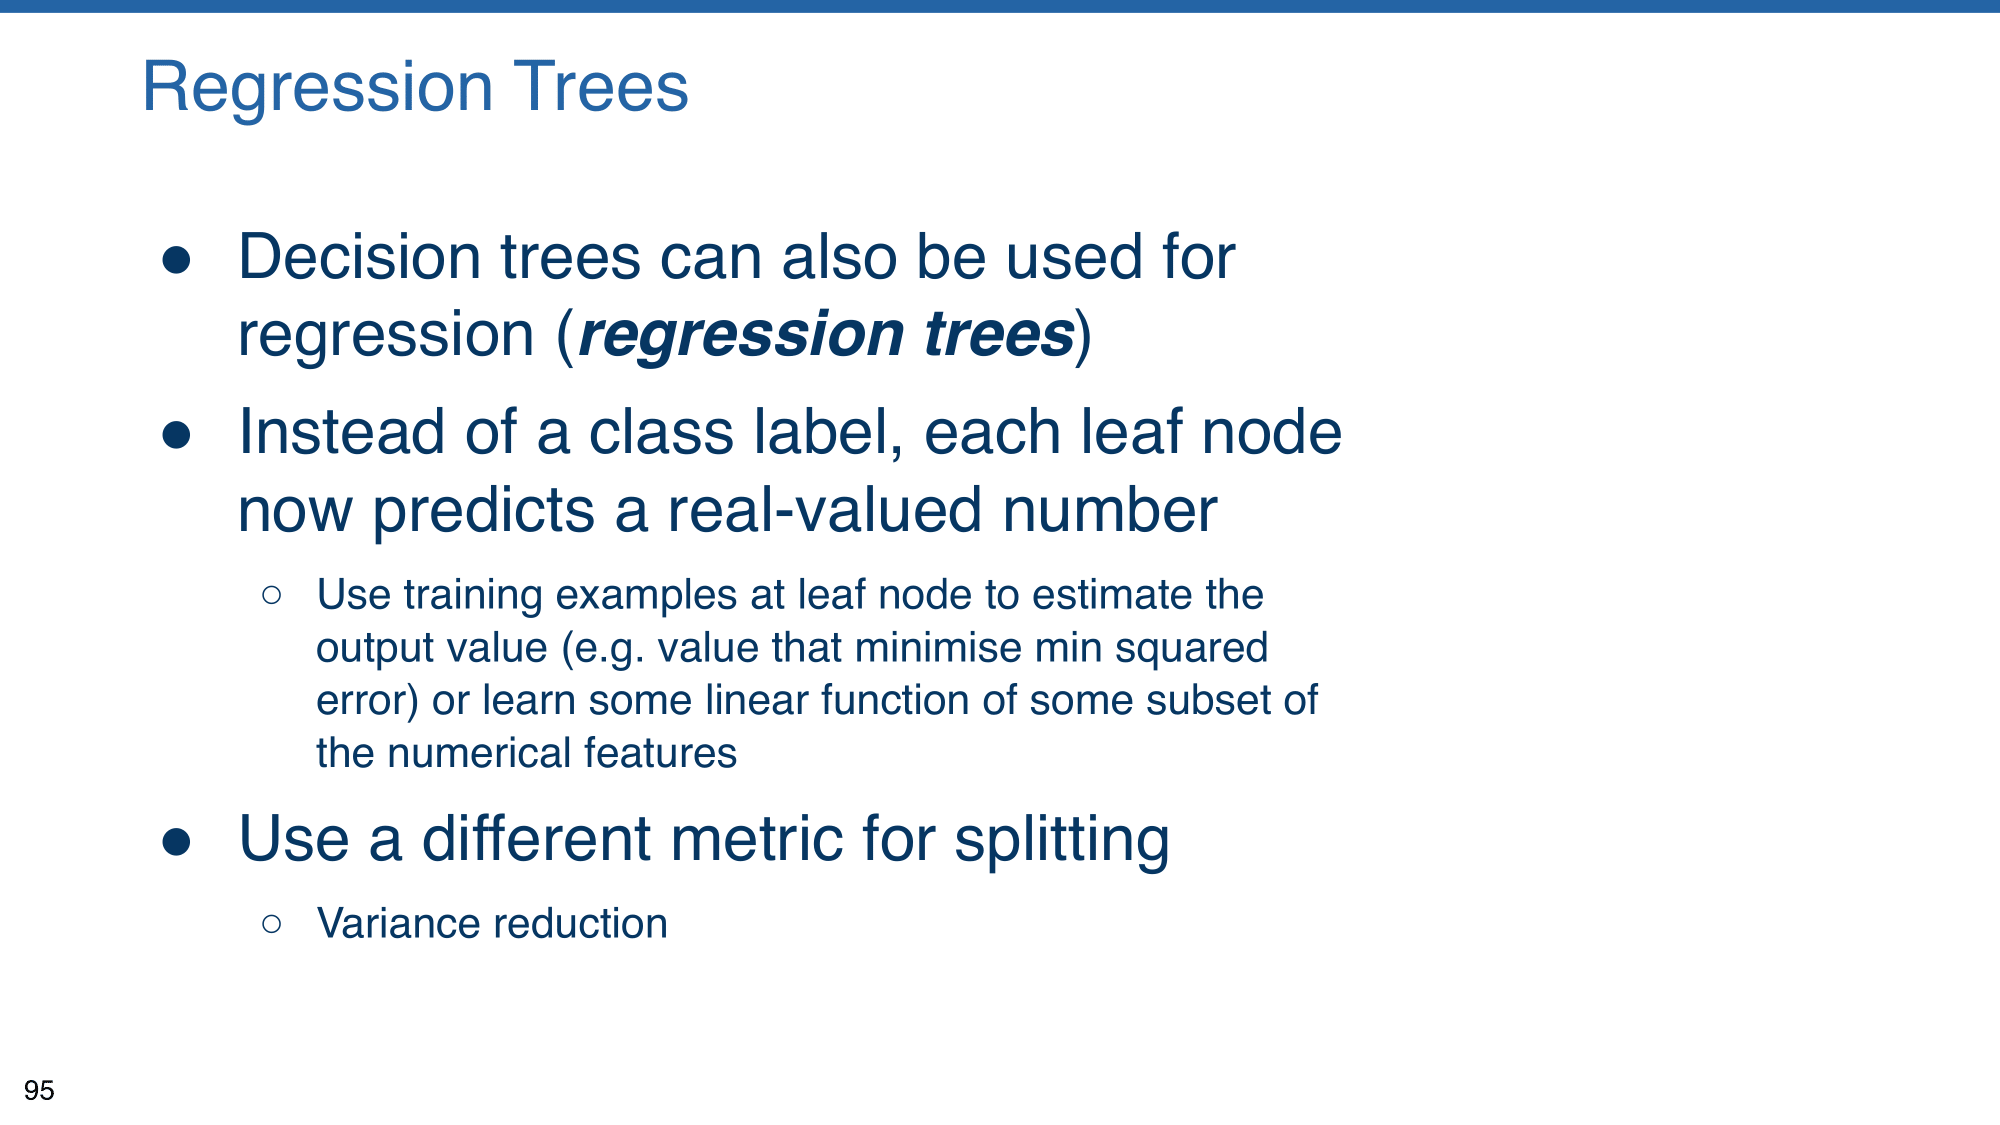 Regression Trees
● Decision trees can also be used for
regression (regression trees)
● Instead of a class label, each leaf node
now predicts a real-valued number
○ Use training examples at leaf node to estimate the
output value (e.g. value that minimise min squared
error) or learn some linear function of some subset of
the numerical features
● Use a different metric for splitting
○ Variance reduction
95